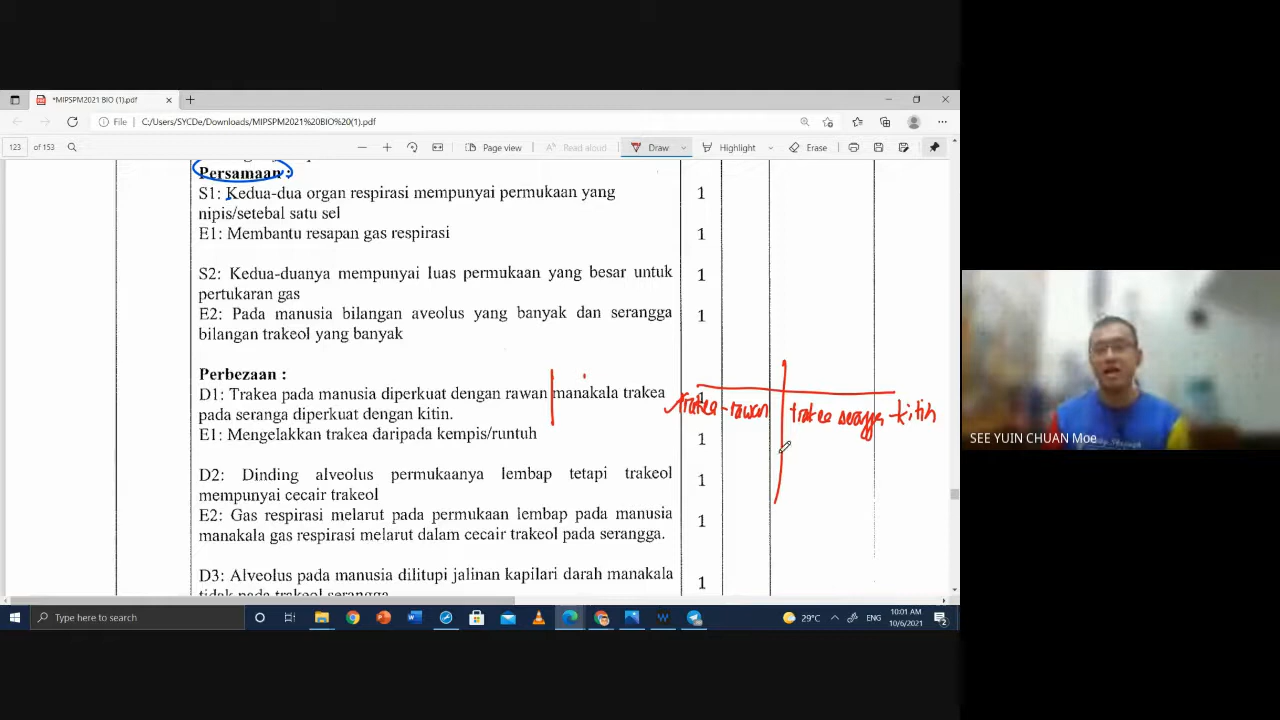 *MIPSPM2021 BIO (1).pdf
File
C:/Users/SYCDe/Downloads/MIPSPM2021%20BIO%20(1).pdf
123 of 153
Page view
Read aloud
Draw
Highlight
Erase
Persamaan :
S1: Kedua-dua organ respirasi mempunyai permukaan yang 1
nipis/setebal satu sel
E1: Membantu resapan gas respirasi 1
S2: Kedua-duanya mempunyai luas permukaan yang besar untuk 1
pertukaran gas
E2: Pada manusia bilangan aveolus yang banyak dan serangga 1
bilangan trakeol yang banyak
Perbezaan :
D1: Trakea pada manusia diperkuat dengan rawan manakala trakea 1
pada seranga diperkuat dengan kitin.
trakea - rawan
trakea serangga - kitin
E1: Mengelakkan trakea daripada kempis/runtuh 1
D2: Dinding alveolus permukaanya lembap tetapi trakeol 1
mempunyai cecair trakeol
E2: Gas respirasi melarut pada permukaan lembap pada manusia 1
manakala gas respirasi melarut dalam cecair trakeol pada serangga.
D3: Alveolus pada manusia dilitupi jalinan kapilari darah manakala 1
tidak pada trakeol serangga
SEE YUIN CHUAN Moe
Type here to search
29°C
ENG
10:01 AM
10/6/2021
2